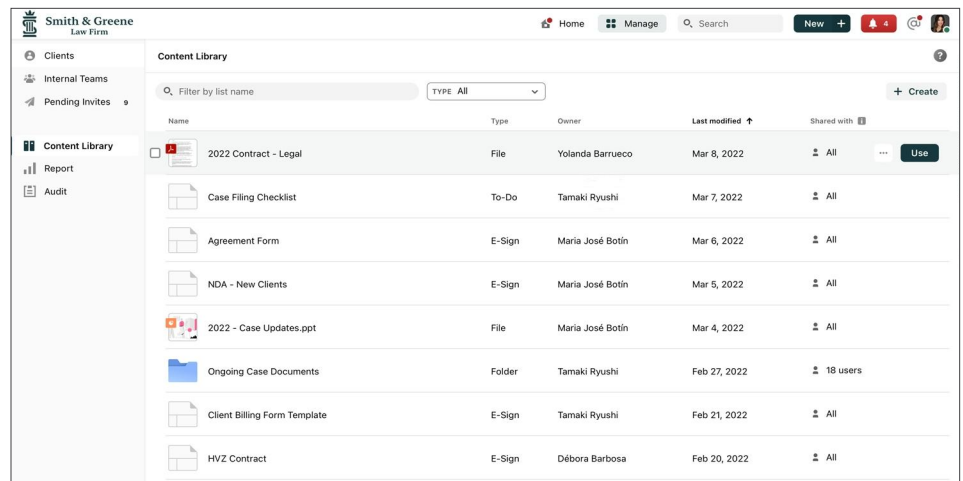 Smith & Greene
Law Firm
Home
Manage
Search
New +
4
Clients
Internal Teams
Pending Invites 9
Content Library
Report
Audit
Content Library
?
Filter by list name
TYPE All
+ Create
Name Type Owner Last modified ↑ Shared with
2022 Contract - Legal File Yolanda Barrueco Mar 8, 2022 All ... Use
Case Filing Checklist To-Do Tamaki Ryushi Mar 7, 2022 All
Agreement Form E-Sign Maria José Botín Mar 6, 2022 All
NDA - New Clients E-Sign Maria José Botín Mar 5, 2022 All
2022 - Case Updates.ppt File Maria José Botín Mar 4, 2022 All
Ongoing Case Documents Folder Tamaki Ryushi Feb 27, 2022 18 users
Client Billing Form Template E-Sign Tamaki Ryushi Feb 21, 2022 All
HVZ Contract E-Sign Débora Barbosa Feb 20, 2022 All